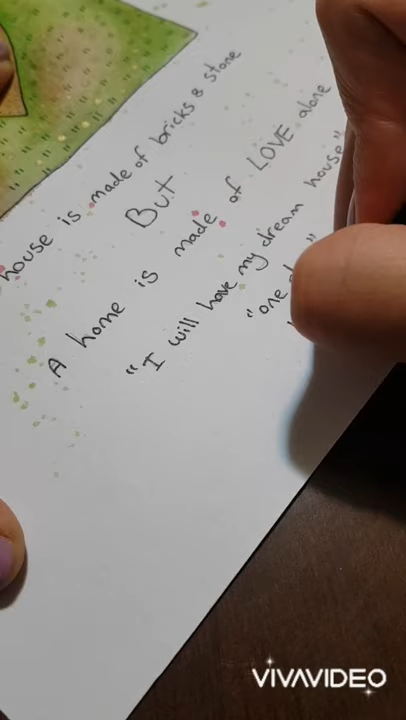 house is made of bricks & stone
But
A home is made of LOVE alone
"I will have my dream house"
"one
VIVAVIDEO